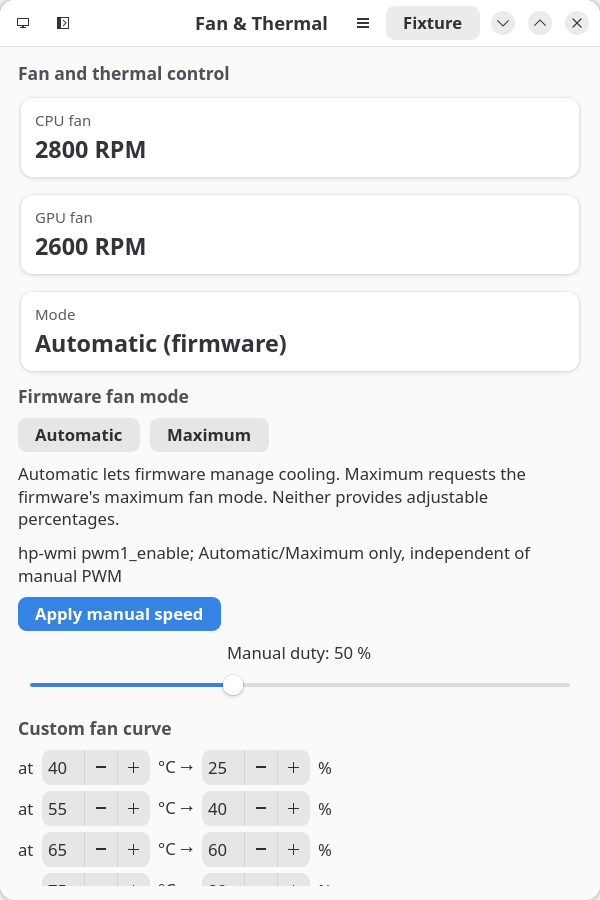 Fan & Thermal
Fixture
Fan and thermal control
CPU fan
2800 RPM
GPU fan
2600 RPM
Mode
Automatic (firmware)
Firmware fan mode
Automatic
Maximum
Automatic lets firmware manage cooling. Maximum requests the
firmware's maximum fan mode. Neither provides adjustable
percentages.
hp-wmi pwm1_enable; Automatic/Maximum only, independent of
manual PWM
Apply manual speed
Manual duty: 50 %
Custom fan curve
at 40 − + °C → 25 − + %
at 55 − + °C → 40 − + %
at 65 − + °C → 60 − + %